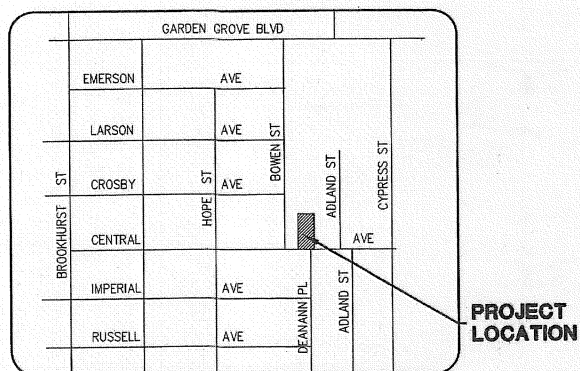 GARDEN GROVE BLVD
EMERSON AVE
LARSON AVE
BOWEN ST
BROOKHURST ST
CROSBY AVE
HOPE ST
ADLAND ST
CYPRESS ST
CENTRAL AVE
IMPERIAL AVE
DEANANN PL
ADLAND ST
RUSSELL AVE
PROJECT
LOCATION